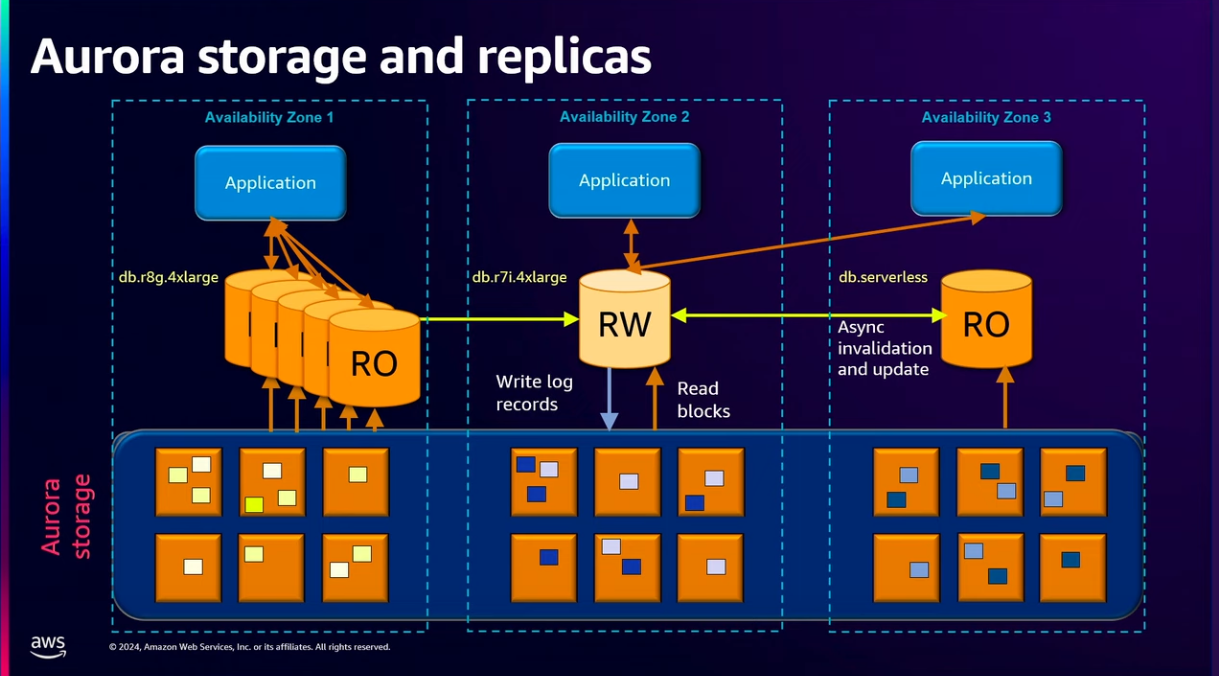 Aurora storage and replicas
Availability Zone 1
Availability Zone 2
Availability Zone 3
Application
Application
Application
db.r8g.4xlarge
db.r7i.4xlarge
db.serverless
RO
RW
RO
Async
invalidation
and update
Write log
records
Read
blocks
Aurora
storage
aws
© 2024, Amazon Web Services, Inc. or its affiliates. All rights reserved.